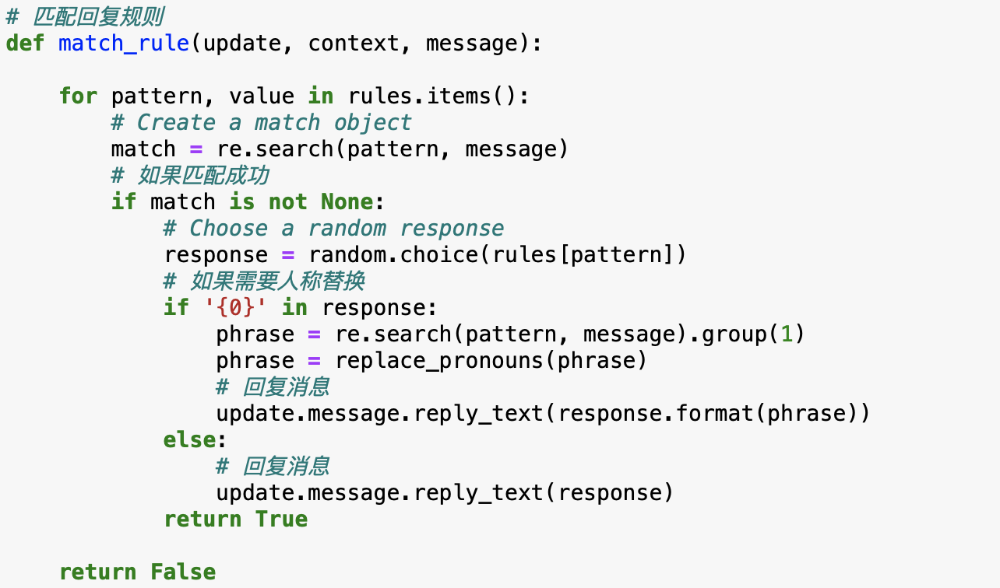 # 匹配回复规则
def match_rule(update, context, message):
    for pattern, value in rules.items():
        # Create a match object
        match = re.search(pattern, message)
        # 如果匹配成功
        if match is not None:
            # Choose a random response
            response = random.choice(rules[pattern])
            # 如果需要人称替换
            if '{0}' in response:
                phrase = re.search(pattern, message).group(1)
                phrase = replace_pronouns(phrase)
                # 回复消息
                update.message.reply_text(response.format(phrase))
            else:
                # 回复消息
                update.message.reply_text(response)
            return True
    return False